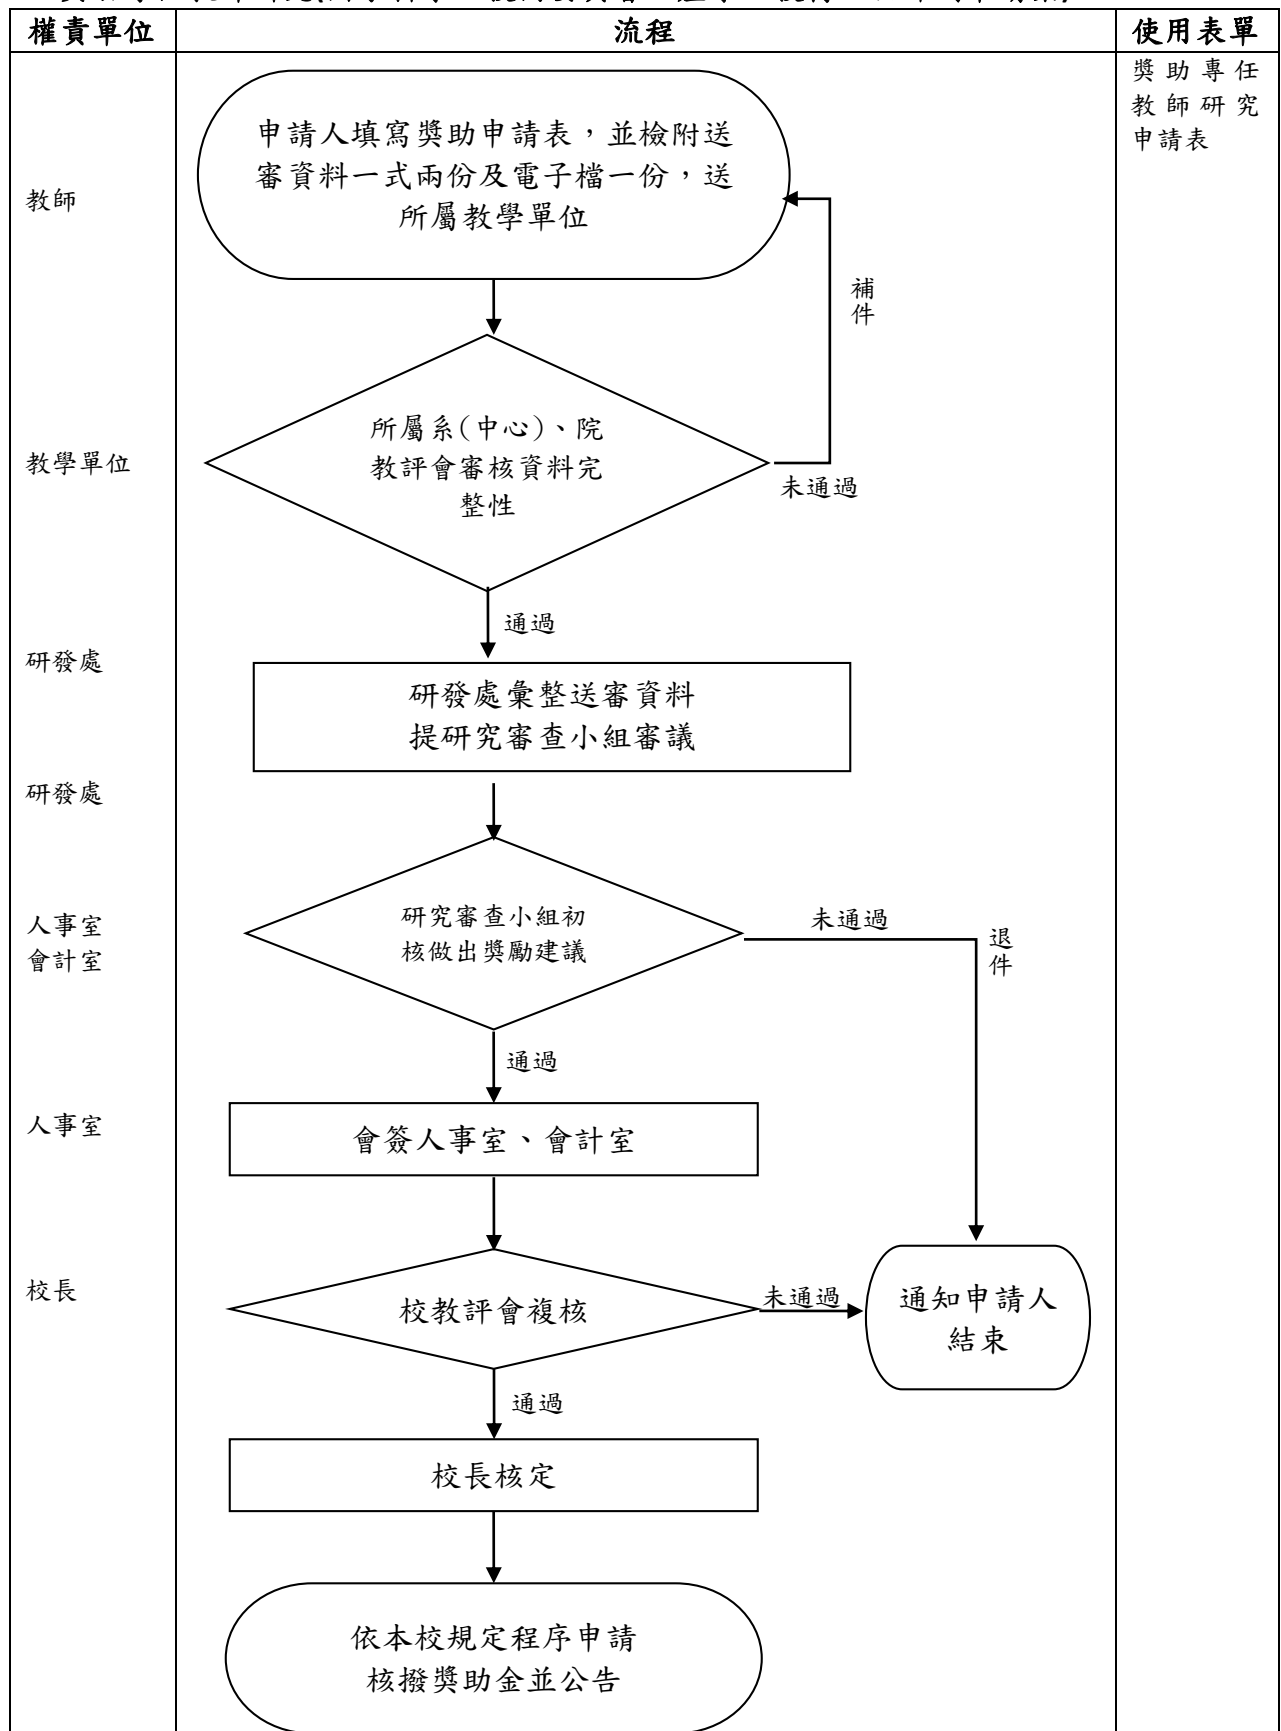 權責單位
流程
使用表單
獎助專任
教師研究
申請表
申請人填寫獎助申請表，並檢附送
審資料一式兩份及電子檔一份，送
所屬教學單位
教師
補件
所屬系(中心)、院
教評會審核資料完
整性
教學單位
未通過
通過
研發處
研發處彙整送審資料
提研究審查小組審議
研發處
研究審查小組初
核做出獎勵建議
人事室
會計室
未通過
退件
通過
人事室
會簽人事室、會計室
校長
校教評會複核
未通過
通知申請人
結束
通過
校長核定
依本校規定程序申請
核撥獎助金並公告